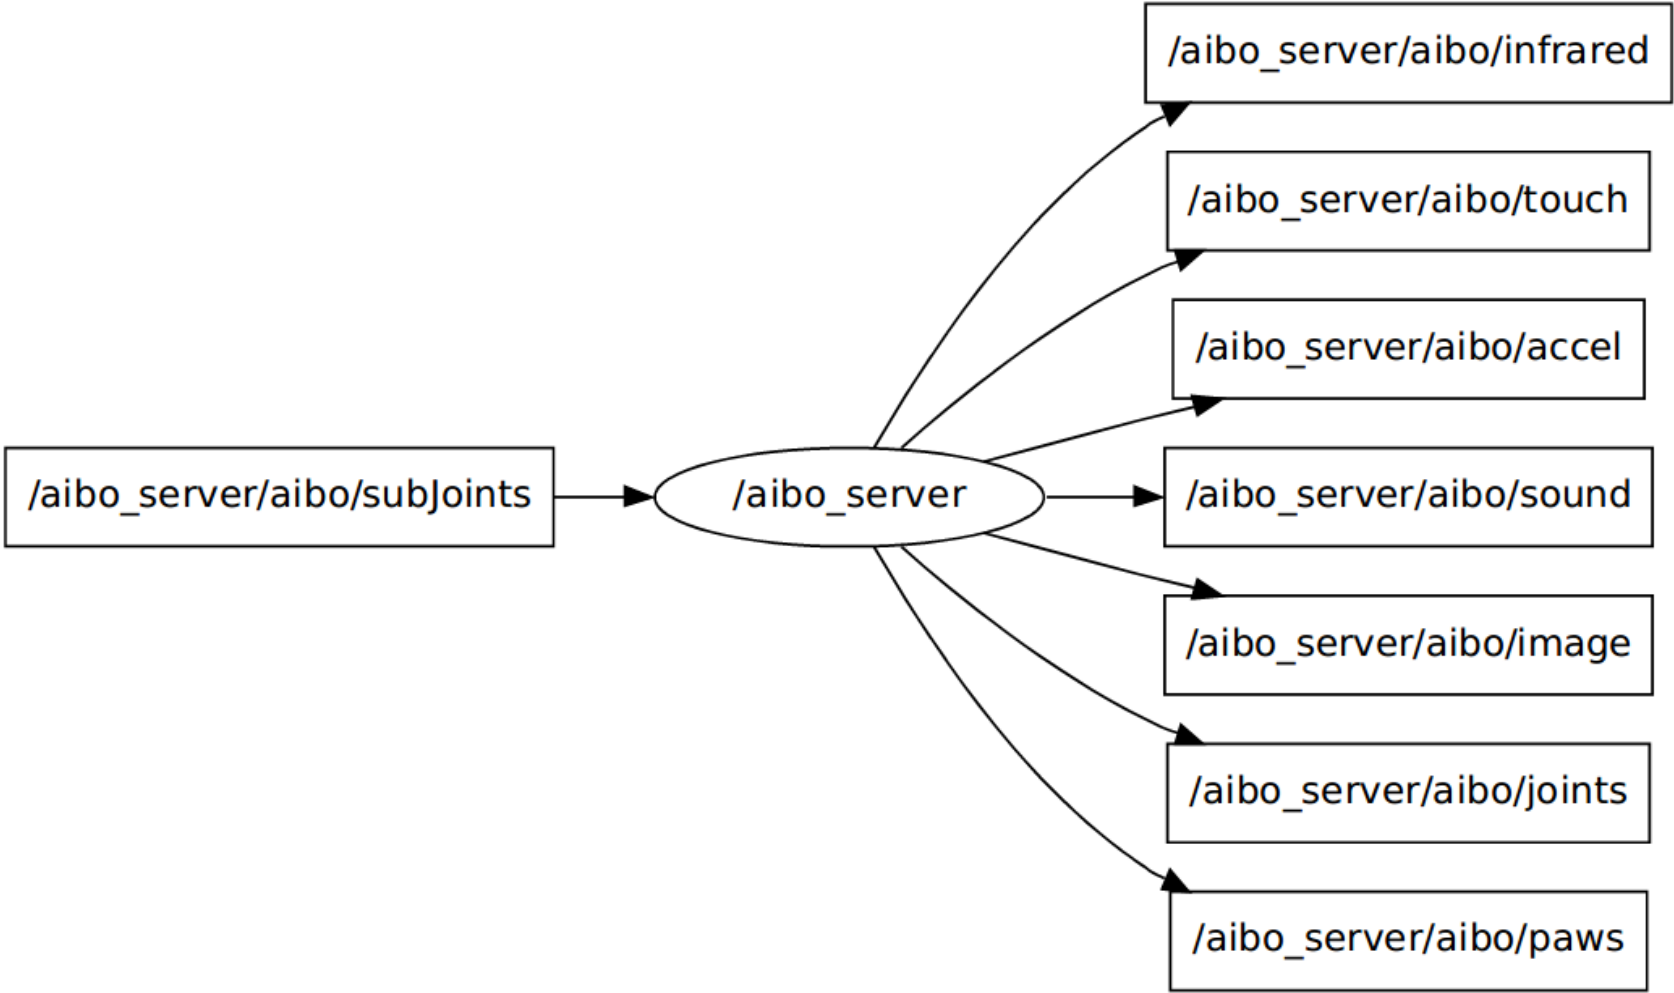 /aibo_server/aibo/infrared
/aibo_server/aibo/touch
/aibo_server/aibo/accel
/aibo_server/aibo/subJoints
/aibo_server
/aibo_server/aibo/sound
/aibo_server/aibo/image
/aibo_server/aibo/joints
/aibo_server/aibo/paws